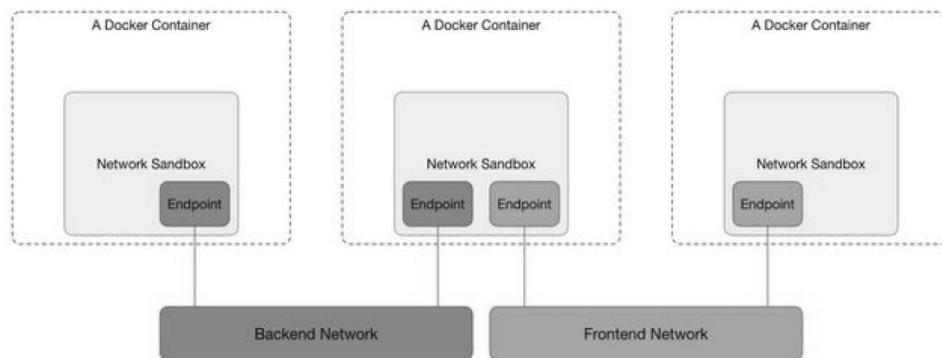 A Docker Container
A Docker Container
A Docker Container
Network Sandbox
Network Sandbox
Network Sandbox
Endpoint
Endpoint
Endpoint
Endpoint
Backend Network
Frontend Network